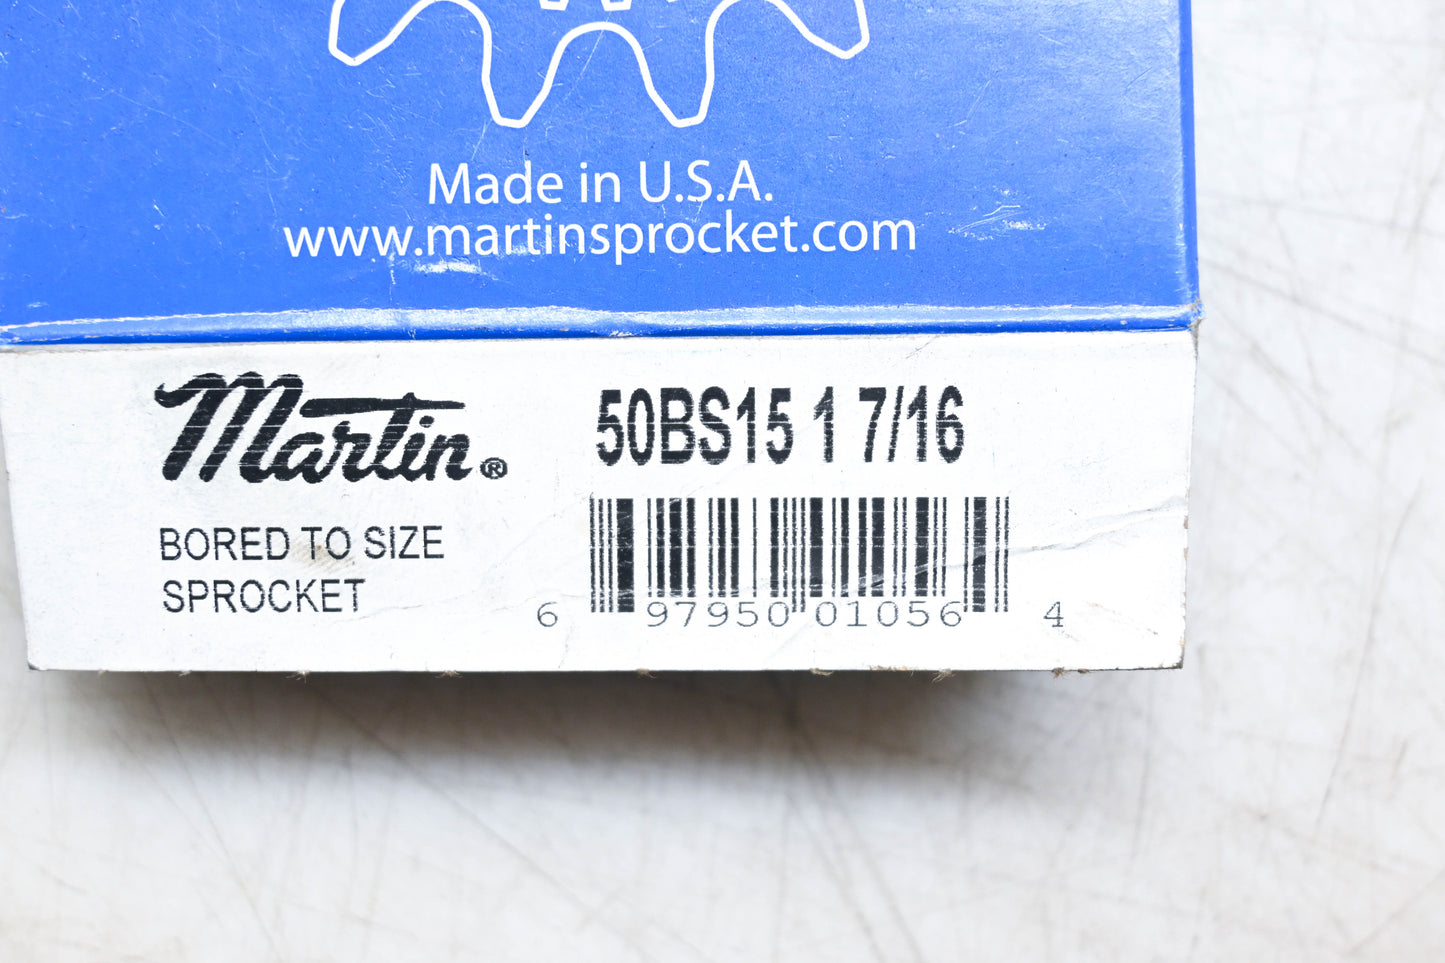 Made in U.S.A.
www.martinsprocket.com
Martin®
50BS15 1 7/16
BORED TO SIZE
SPROCKET
6 97950 01056 4